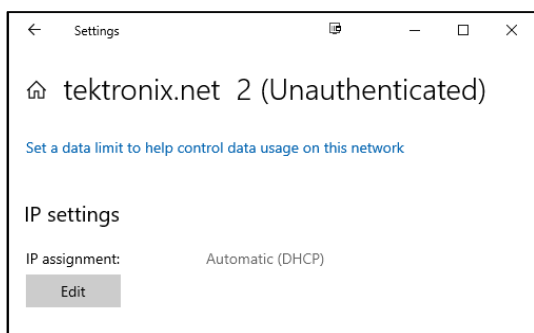 Settings
tektronix.net 2 (Unauthenticated)
Set a data limit to help control data usage on this network
IP settings
IP assignment: Automatic (DHCP)
Edit